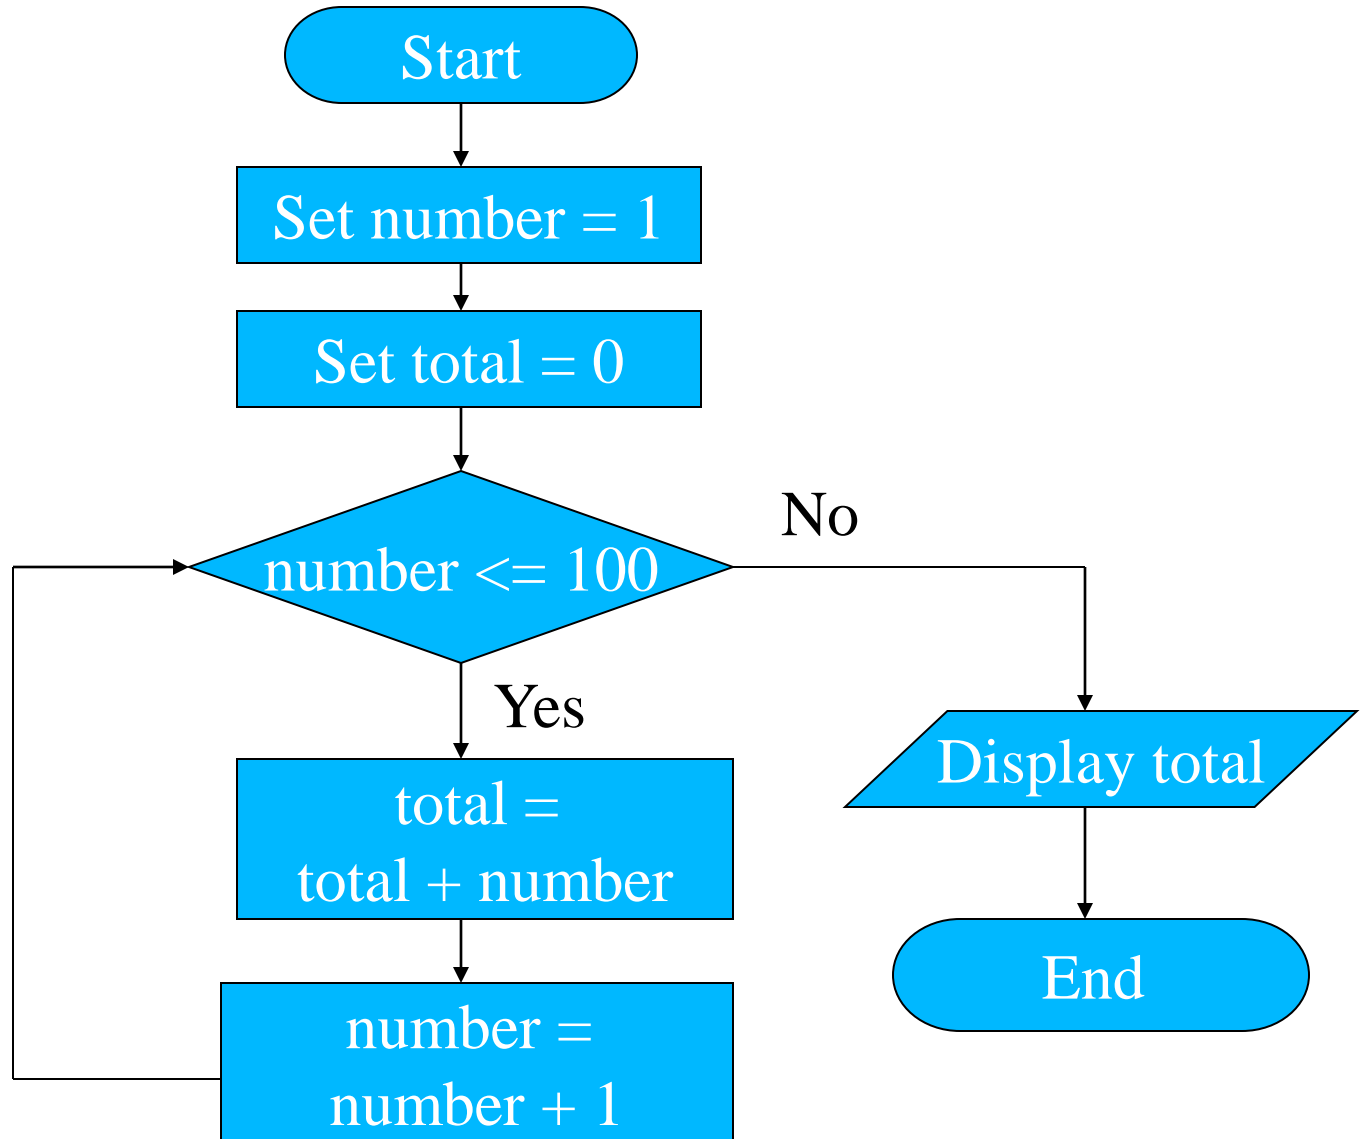 Start
Set number = 1
Set total = 0
number <= 100
No
Yes
total =
total + number
number =
number + 1
Display total
End